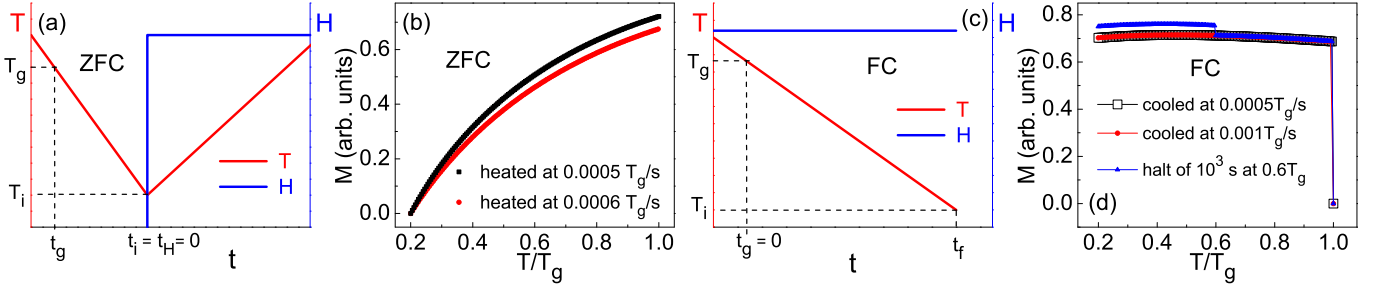 T
(a)
H
ZFC
T_g
T_i
T
H
t_g
t_i = t_H = 0
t
(b)
ZFC
M (arb. units)
0.6
0.4
0.2
0.0
heated at 0.0005 T_g/s
heated at 0.0006 T_g/s
0.2 0.4 0.6 0.8 1.0
T/T_g
T
(c)
H
T_g
FC
T
H
T_i
t_g = 0
t
t_f
M (arb. units)
0.8
0.6
0.4
0.2
0.0
FC
cooled at 0.0005T_g/s
cooled at 0.001T_g/s
halt of 10^3 s at 0.6T_g
(d)
0.2 0.4 0.6 0.8 1.0
T/T_g